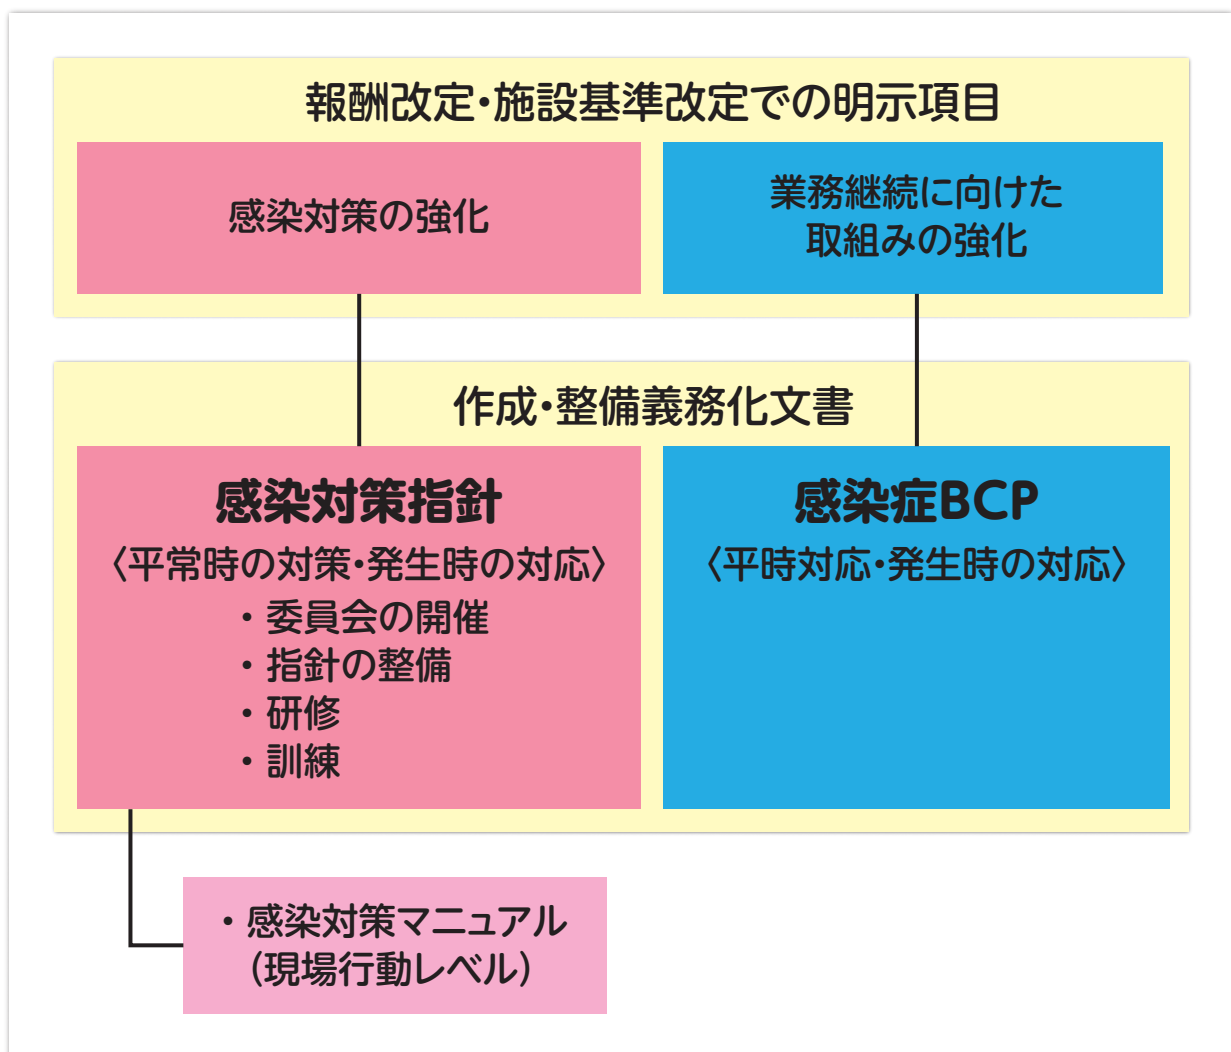 報酬改定・施設基準改定での明示項目
感染対策の強化
業務継続に向けた
取組みの強化
作成・整備義務化文書
感染対策指針
〈平常時の対策・発生時の対応〉
・委員会の開催
・指針の整備
・研修
・訓練
感染症BCP
〈平時対応・発生時の対応〉
・感染対策マニュアル
(現場行動レベル)